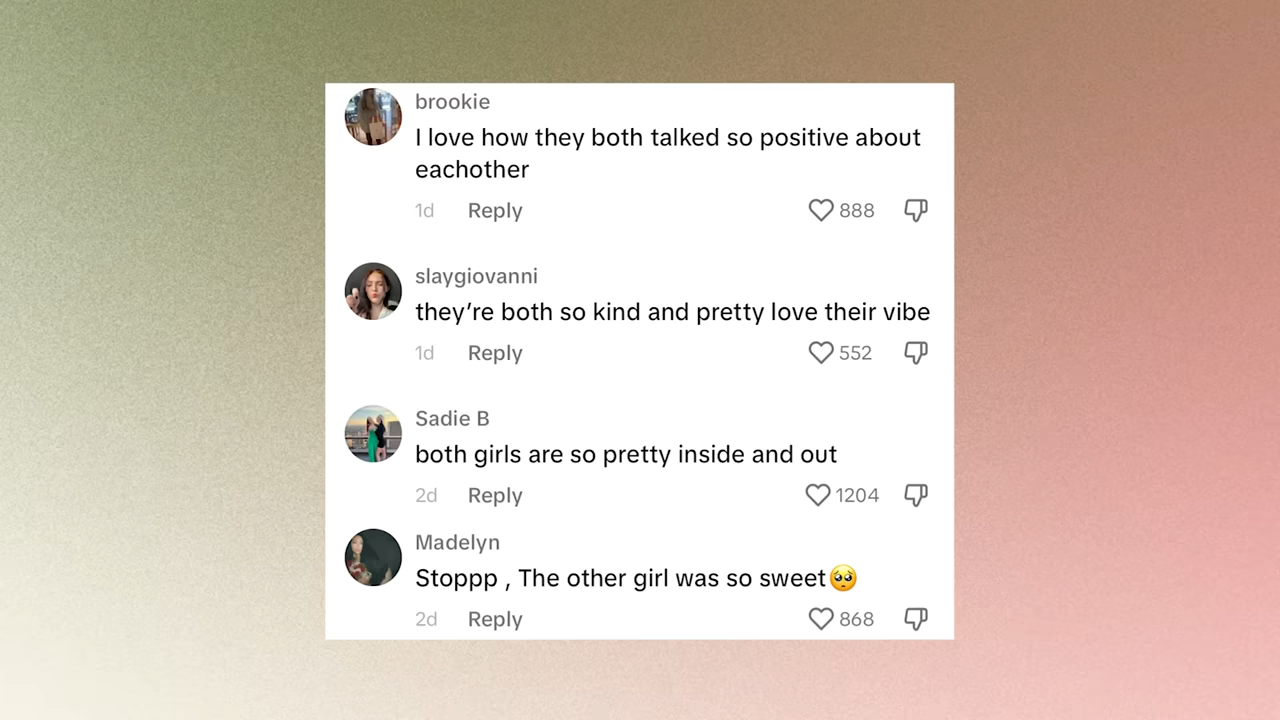 brookie
I love how they both talked so positive about
eachother
1d Reply 888
slaygiovanni
they’re both so kind and pretty love their vibe
1d Reply 552
Sadie B
both girls are so pretty inside and out
2d Reply 1204
Madelyn
Stoppp , The other girl was so sweet🥺
2d Reply 868